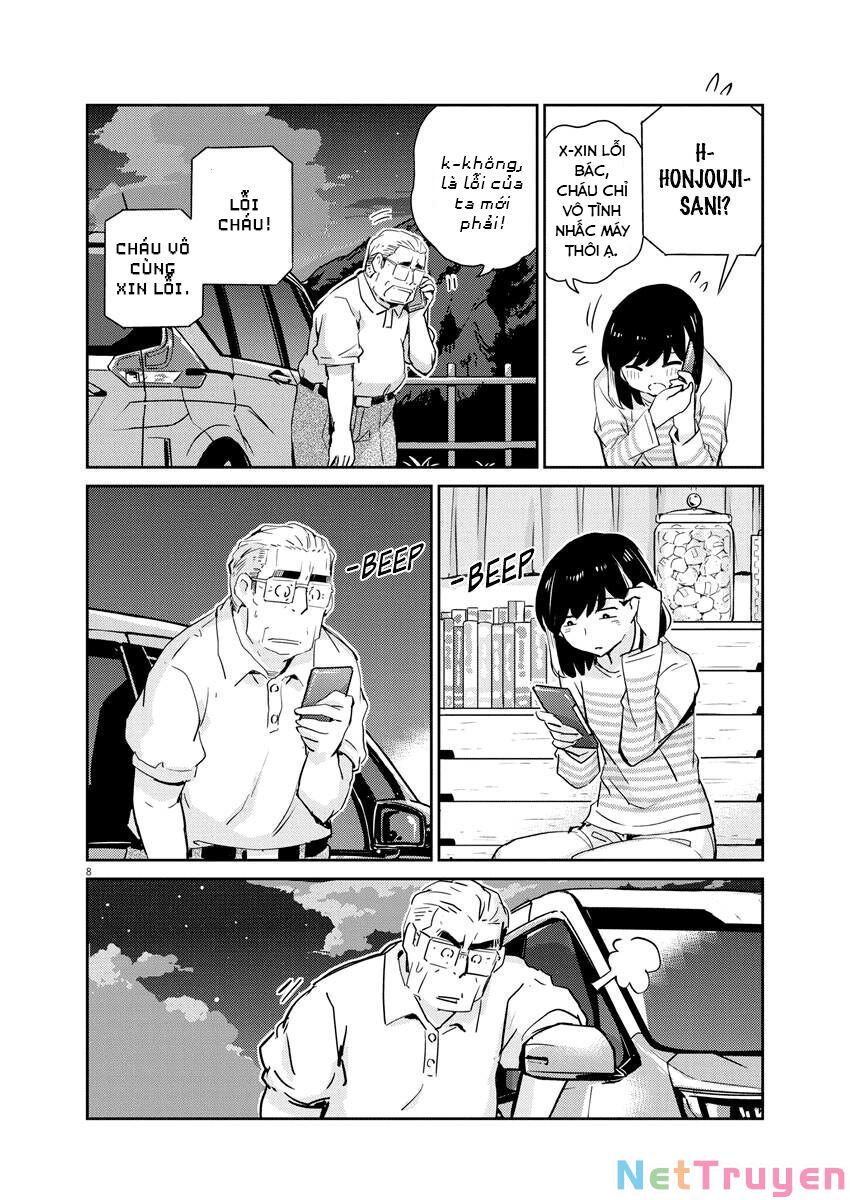 H-
HONJOUJI-
SAN!?
X-XIN LỖI
BÁC,
CHÁU CHỈ
VÔ TÌNH
NHẤC MÁY
THÔI Ạ.
k-không,
là lỗi của
ta mới
phải!
LỖI
CHÁU!
CHÁU VÔ
CÙNG
XIN LỖI.
-BEEP
-BEEP
8
NetTruyen